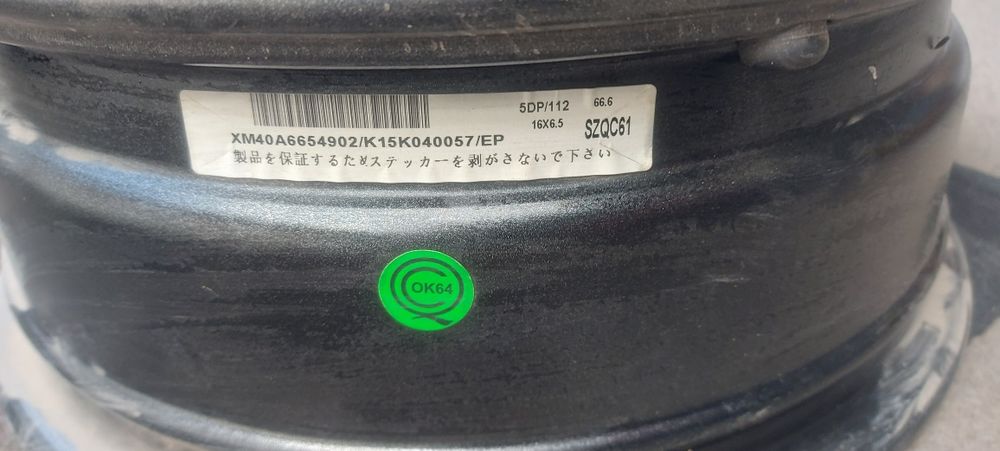 5DP/112 66.6
16X6.5 SZQC61
XM40A6654902/K15K040057/EP
製品を保証するためステッカーを剥がさないで下さい
OK64